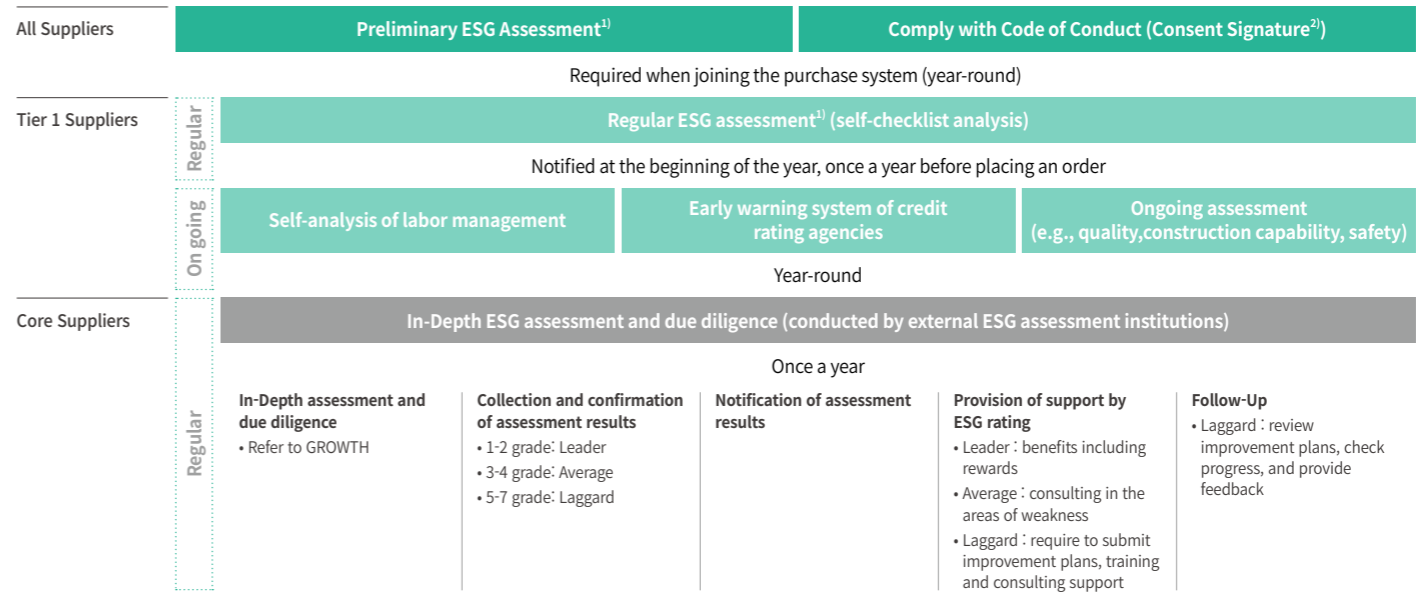 All Suppliers
Preliminary ESG Assessment1)
Comply with Code of Conduct (Consent Signature2))
Required when joining the purchase system (year-round)
Tier 1 Suppliers
Regular
Regular ESG assessment1) (self-checklist analysis)
Notified at the beginning of the year, once a year before placing an order
On going
Self-analysis of labor management
Early warning system of credit
rating agencies
Ongoing assessment
(e.g., quality,construction capability, safety)
Year-round
Core Suppliers
Regular
In-Depth ESG assessment and due diligence (conducted by external ESG assessment institutions)
Once a year
In-Depth assessment and
due diligence
• Refer to GROWTH
Collection and confirmation
of assessment results
• 1-2 grade: Leader
• 3-4 grade: Average
• 5-7 grade: Laggard
Notification of assessment
results
Provision of support by
ESG rating
• Leader : benefits including
rewards
• Average : consulting in the
areas of weakness
• Laggard : require to submit
improvement plans, training
and consulting support
Follow-Up
• Laggard : review
improvement plans, check
progress, and provide
feedback